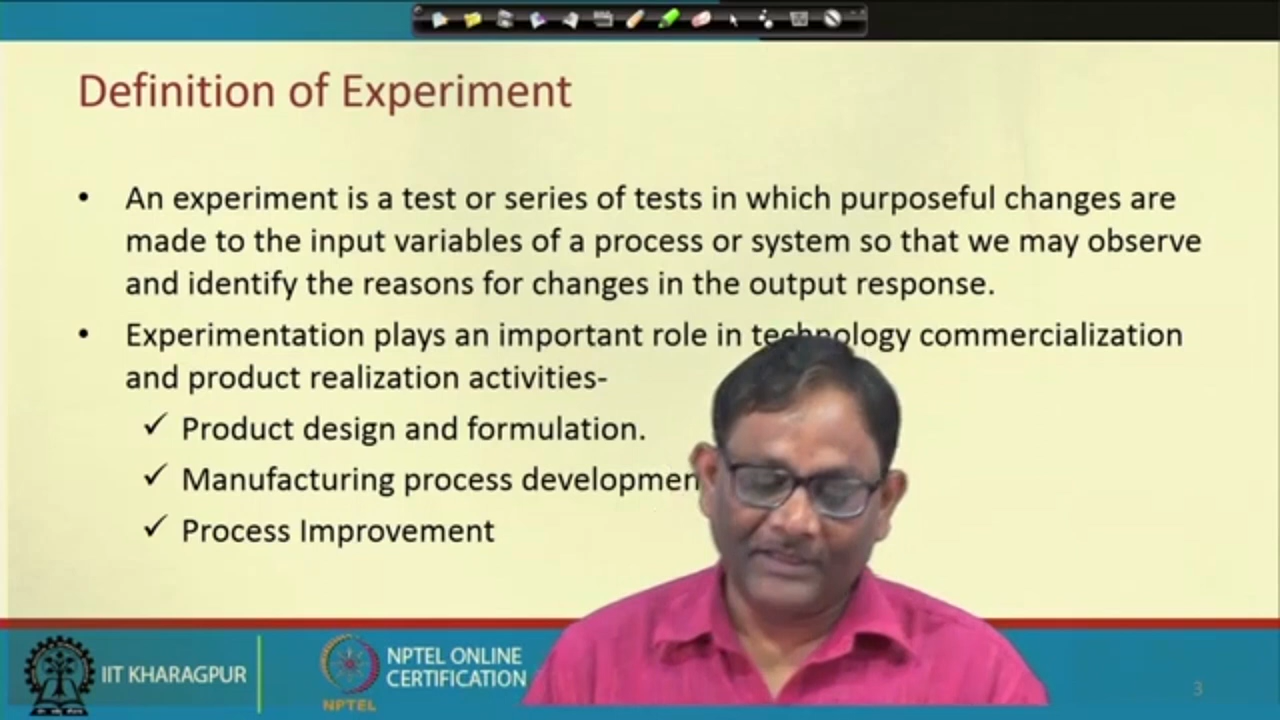 Definition of Experiment
• An experiment is a test or series of tests in which purposeful changes are
made to the input variables of a process or system so that we may observe
and identify the reasons for changes in the output response.
• Experimentation plays an important role in technology commercialization
and product realization activities-
✓ Product design and formulation.
✓ Manufacturing process developmen
✓ Process Improvement
IIT KHARAGPUR
NPTEL ONLINE
CERTIFICATION
NPTEL
3